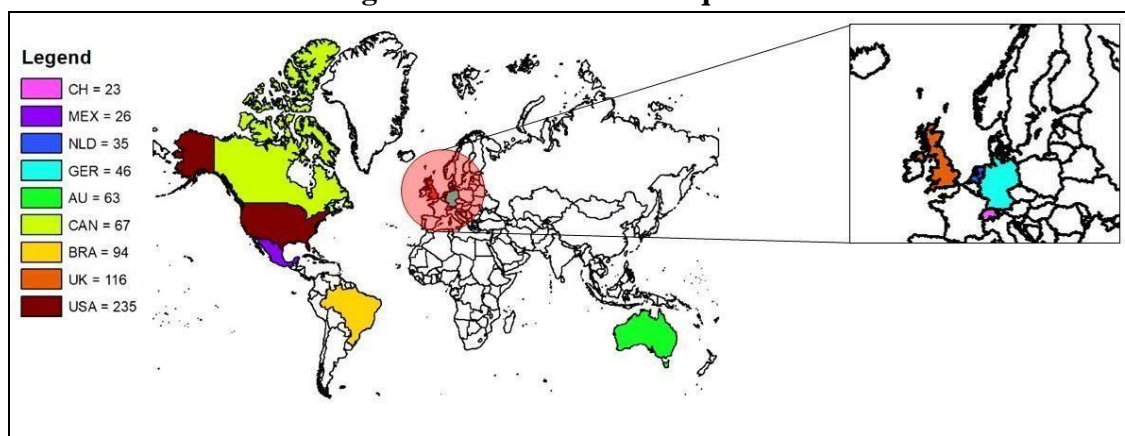 Legend
CH = 23
MEX = 26
NLD = 35
GER = 46
AU = 63
CAN = 67
BRA = 94
UK = 116
USA = 235